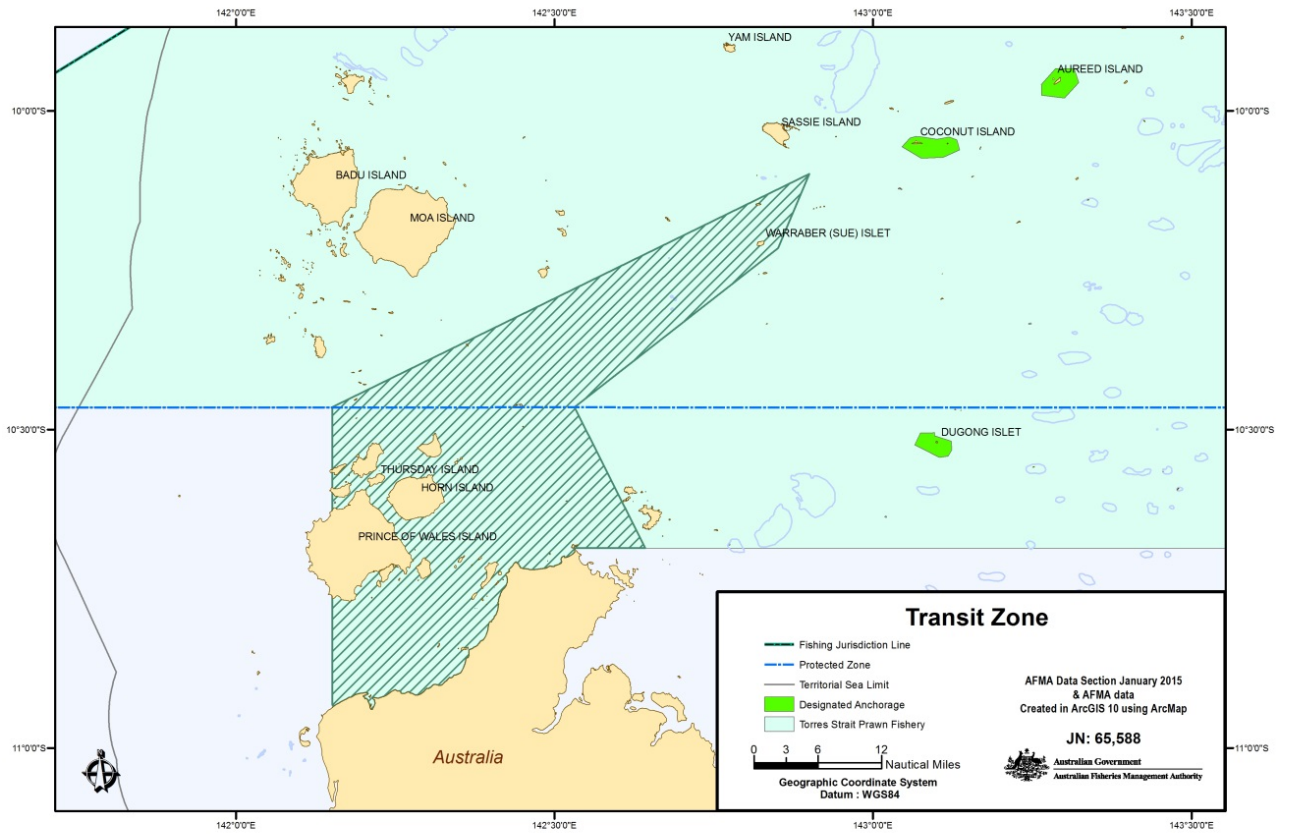 142°0'0"E 142°30'0"E 143°0'0"E 143°30'0"E
YAM ISLAND
AUREED ISLAND
10°0'0"S 10°0'0"S
SASSIE ISLAND
COCONUT ISLAND
BADU ISLAND
MOA ISLAND
WARRABER (SUE) ISLET
10°30'0"S 10°30'0"S
DUGONG ISLET
THURSDAY ISLAND
HORN ISLAND
PRINCE OF WALES ISLAND
11°0'0"S 11°0'0"S
Australia
Transit Zone
Fishing Jurisdiction Line
Protected Zone
Territorial Sea Limit
Designated Anchorage
Torres Strait Prawn Fishery
0 3 6 12
Nautical Miles
Geographic Coordinate System
Datum : WGS84
AFMA Data Section January 2015
& AFMA data
Created in ArcGIS 10 using ArcMap
JN: 65,588
Australian Government
Australian Fisheries Management Authority
142°0'0"E 142°30'0"E 143°0'0"E 143°30'0"E